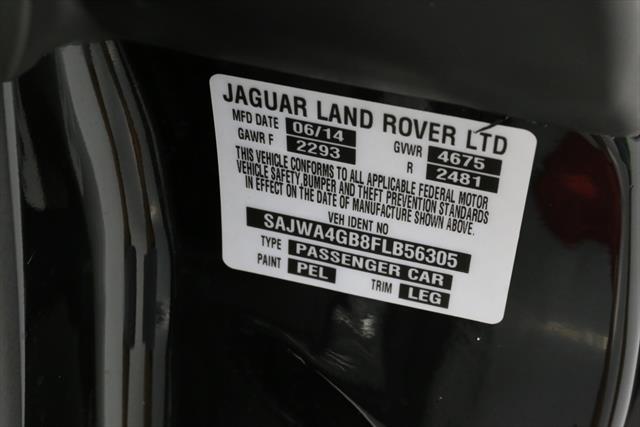 JAGUAR LAND ROVER LTD
MFD DATE 06/14 GVWR 4675
GAWR F 2293 R 2481
THIS VEHICLE CONFORMS TO ALL APPLICABLE FEDERAL MOTOR
VEHICLE SAFETY BUMPER AND THEFT PREVENTION STANDARDS
IN EFFECT ON THE DATE OF MANUFACTURE SHOWN ABOVE.
VEH IDENT NO
SAJWA4GB8FLB56305
TYPE PASSENGER CAR
PAINT PEL TRIM LEG